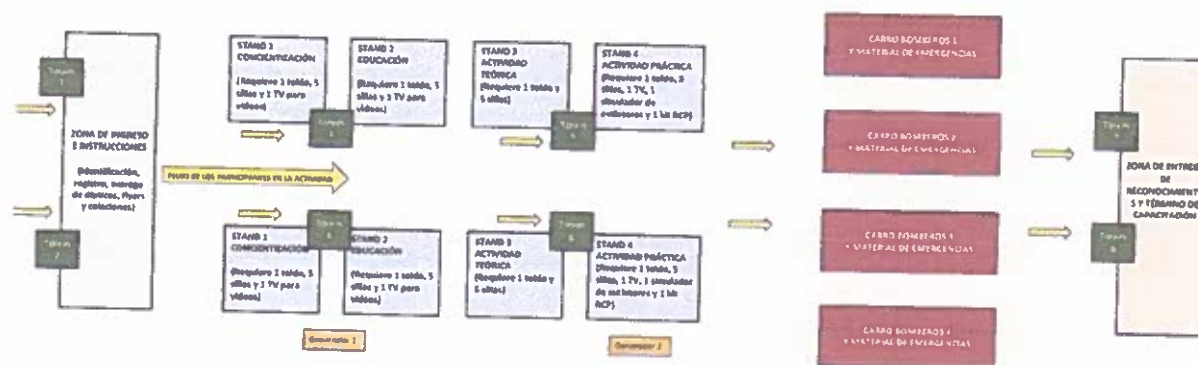 ZONA DE INGRESO
E INSTRUCCIONES
(Identificación,
registro, entrega
de dípticos, flyers
y colaciones)
FLUJO DE LOS PARTICIPANTES EN LA ACTIVIDAD
STAND 1
CONCIENTIZACIÓN
(Requiere 1 toldo, 5
sillas y 1 TV para
videos)
STAND 2
EDUCACIÓN
(Requiere 1 toldo, 5
sillas y 1 TV para
videos)
STAND 3
ACTIVIDAD
TEÓRICA
(Requiere 1 toldo y
5 sillas)
STAND 4
ACTIVIDAD PRÁCTICA
(Requiere 1 toldo, 5
sillas, 1 TV, 1
simulador de
extintores y 1 kit RCP)
STAND 1
CONCIENTIZACIÓN
(Requiere 1 toldo, 5
sillas y 1 TV para
videos)
STAND 2
EDUCACIÓN
(Requiere 1 toldo, 5
sillas y 1 TV para
videos)
STAND 3
ACTIVIDAD
TEÓRICA
(Requiere 1 toldo y
5 sillas)
STAND 4
ACTIVIDAD PRÁCTICA
(Requiere 1 toldo, 5
sillas, 1 TV, 1 simulador
de extintores y 1 kit
RCP)
Generador 1
Generador 2
CARRO BOMBEROS 1
Y MATERIAL DE EMERGENCIAS
CARRO BOMBEROS 2
Y MATERIAL DE EMERGENCIAS
CARRO BOMBEROS 3
Y MATERIAL DE EMERGENCIAS
CARRO BOMBEROS 4
Y MATERIAL DE EMERGENCIAS
ZONA DE ENTREG
DE
RECONOCIMIENT
S Y TÉRMINO DE
CAPACITACIÓN